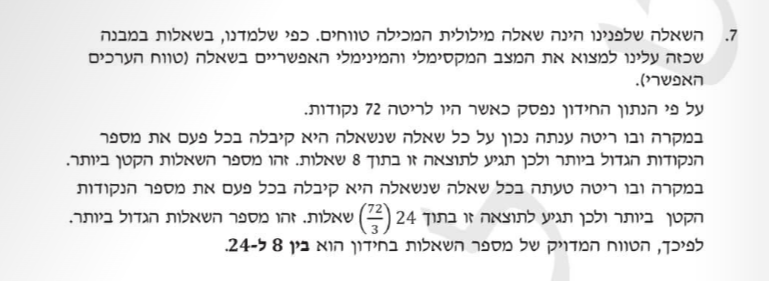 7. השאלה שלפנינו הינה שאלה מילולית המכילה טווחים. כפי שלמדנו, בשאלות במבנה
שכזה עלינו למצוא את המצב המקסימלי והמינימלי האפשריים בשאלה (טווח הערכים
האפשרי).
על פי הנתון החידון נפסק כאשר היו לריטה 72 נקודות.
במקרה ובו ריטה ענתה נכון על כל שאלה שנשאלה היא קיבלה בכל פעם את מספר
הנקודות הגדול ביותר ולכן תגיע לתוצאה זו בתוך 8 שאלות. זהו מספר השאלות הקטן ביותר.
במקרה ובו ריטה טעתה בכל שאלה שנשאלה היא קיבלה בכל פעם את מספר הנקודות
הקטן ביותר ולכן תגיע לתוצאה זו בתוך 24 (72/3) שאלות. זהו מספר השאלות הגדול ביותר.
לפיכך, הטווח המדויק של מספר השאלות בחידון הוא בין 8 ל-24.